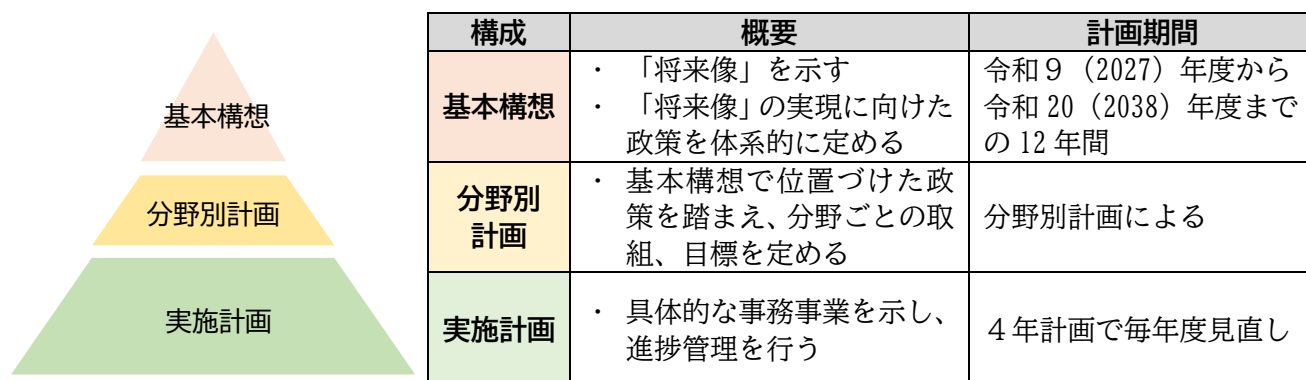 基本構想
分野別計画
実施計画
構成 概要 計画期間
基本構想
・ 「将来像」を示す
・ 「将来像」の実現に向けた
政策を体系的に定める
令和９（2027）年度から
令和 20（2038）年度まで
の 12 年間
分野別
計画
・ 基本構想で位置づけた政
策を踏まえ、分野ごとの取
組、目標を定める
分野別計画による
実施計画
・ 具体的な事務事業を示し、
進捗管理を行う
４年計画で毎年度見直し